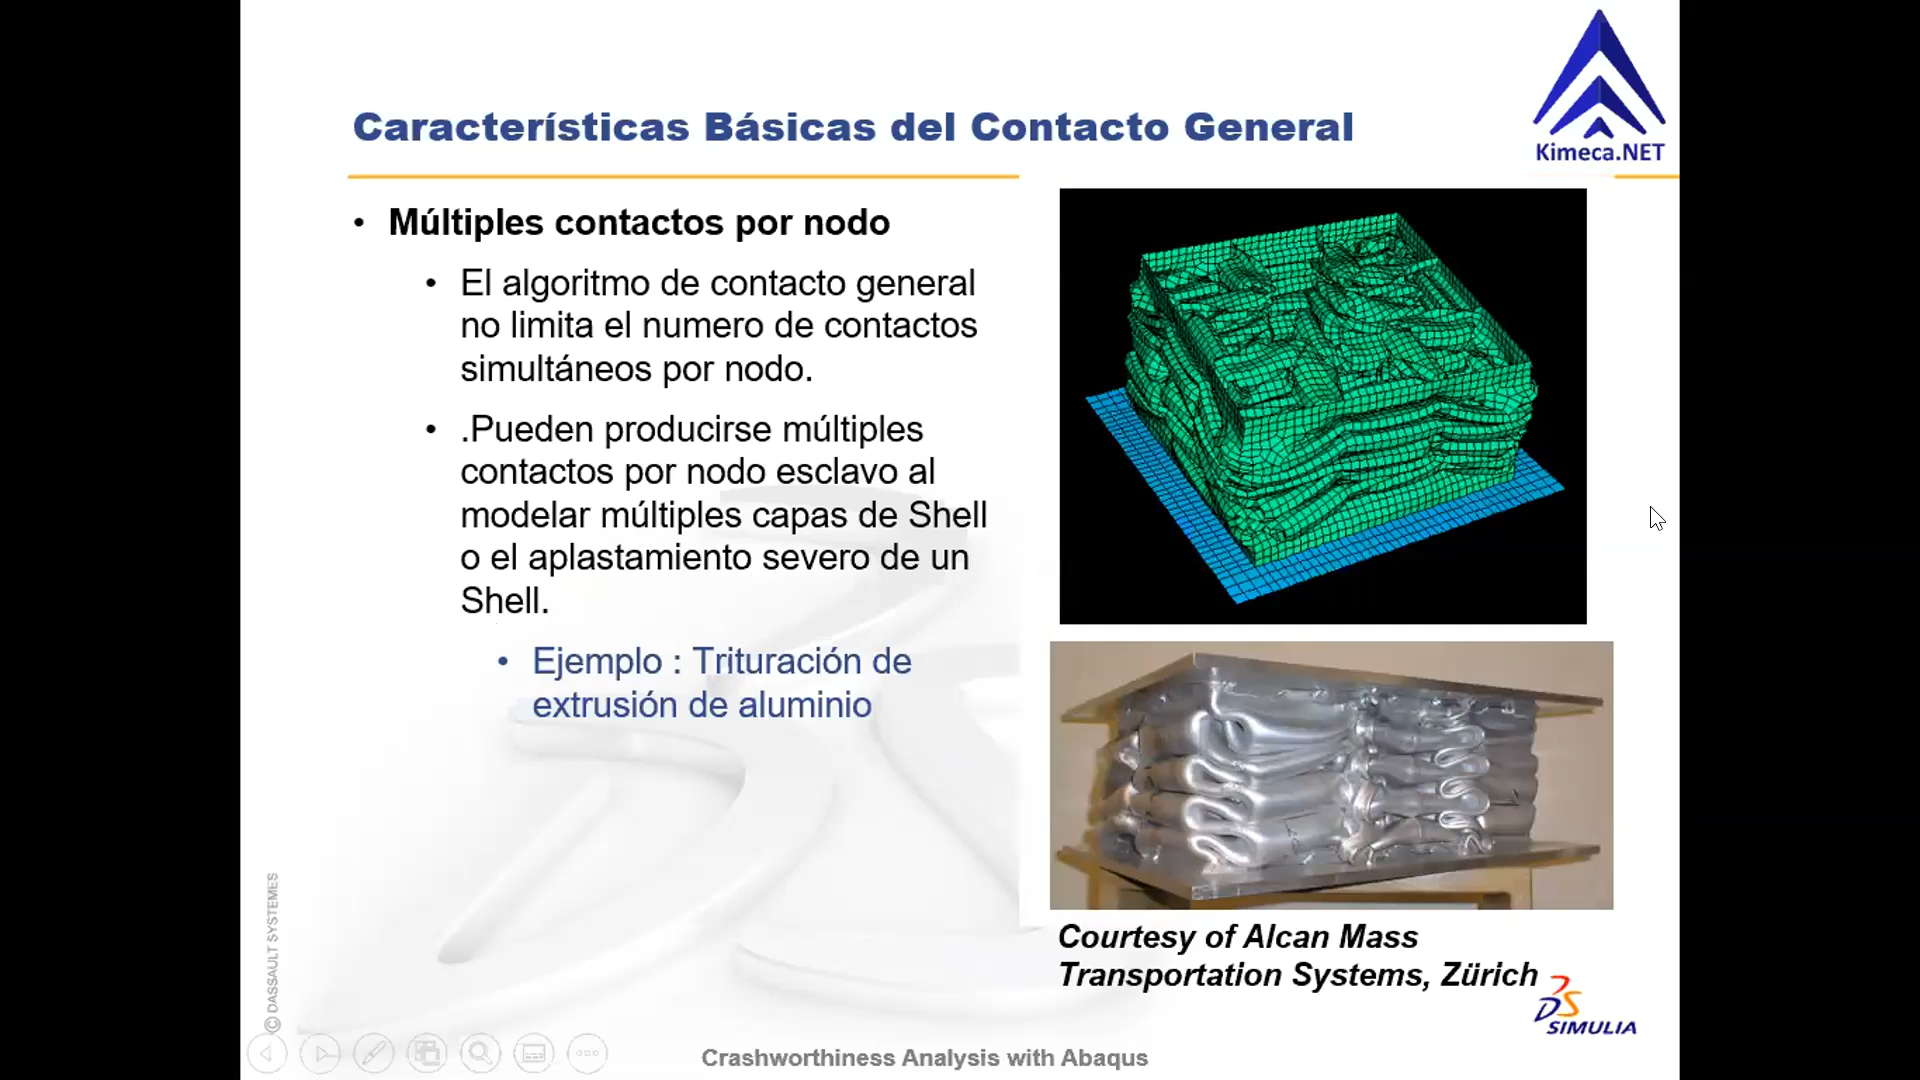 Kimeca.NET
Características Básicas del Contacto General
• Múltiples contactos por nodo
• El algoritmo de contacto general
no limita el numero de contactos
simultáneos por nodo.
• .Pueden producirse múltiples
contactos por nodo esclavo al
modelar múltiples capas de Shell
o el aplastamiento severo de un
Shell.
• Ejemplo : Trituración de
extrusión de aluminio
Courtesy of Alcan Mass
Transportation Systems, Zürich
© DASSAULT SYSTEMES
DS
SIMULIA
Crashworthiness Analysis with Abaqus